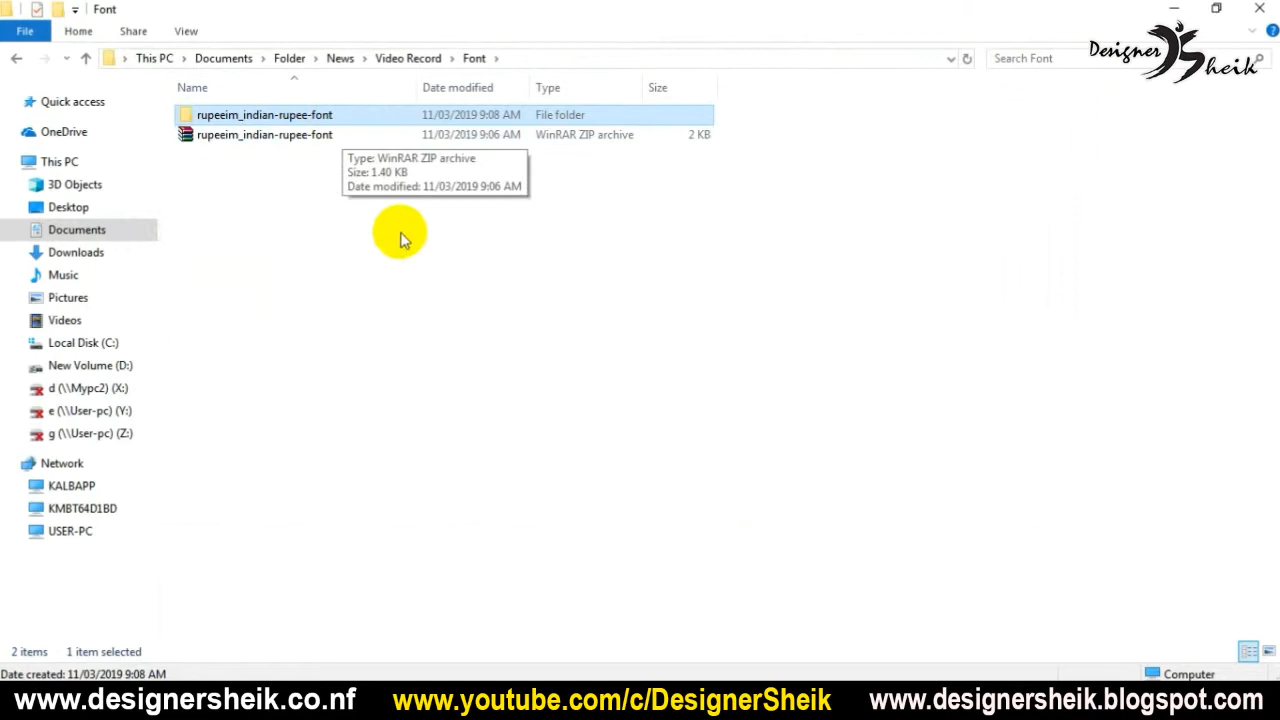 Font
File Home Share View
This PC Documents Folder News Video Record Font Search Font
Designer Sheik
Name Date modified Type Size
rupeeim_indian-rupee-font 11/03/2019 9:08 AM File folder
rupeeim_indian-rupee-font 11/03/2019 9:06 AM WinRAR ZIP archive 2 KB
Type: WinRAR ZIP archive
Size: 1.40 KB
Date modified: 11/03/2019 9:06 AM
Quick access
OneDrive
This PC
3D Objects
Desktop
Documents
Downloads
Music
Pictures
Videos
Local Disk (C:)
New Volume (D:)
d (\\Mypc2) (X:)
e (\\User-pc) (Y:)
g (\\User-pc) (Z:)
Network
KALBAPP
KMBT64D1BD
USER-PC
2 items 1 item selected
Date created: 11/03/2019 9:08 AM Computer
www.designersheik.co.nf www.youtube.com/c/DesignerSheik www.designersheik.blogspot.com